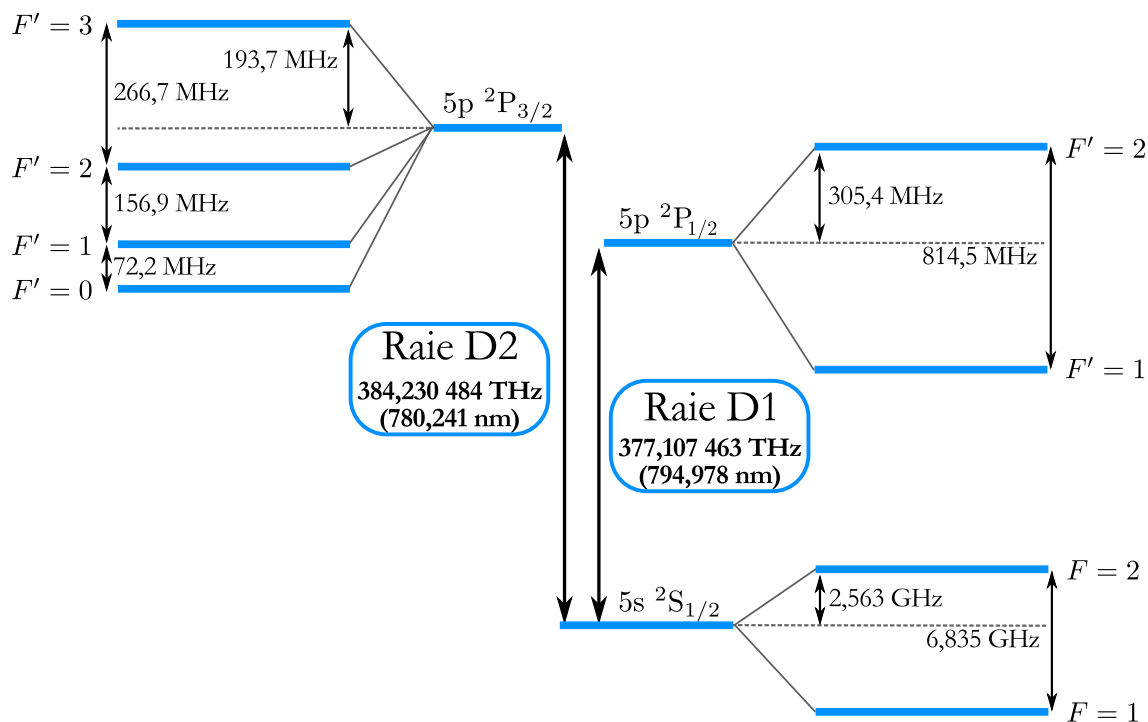 F′ = 3
193,7 MHz
266,7 MHz
5p ²P₃/₂
F′ = 2
156,9 MHz
F′ = 1
72,2 MHz
F′ = 0
F′ = 2
305,4 MHz
5p ²P₁/₂
814,5 MHz
F′ = 1
Raie D2
384,230 484 THz
(780,241 nm)
Raie D1
377,107 463 THz
(794,978 nm)
F = 2
5s ²S₁/₂
2,563 GHz
6,835 GHz
F = 1